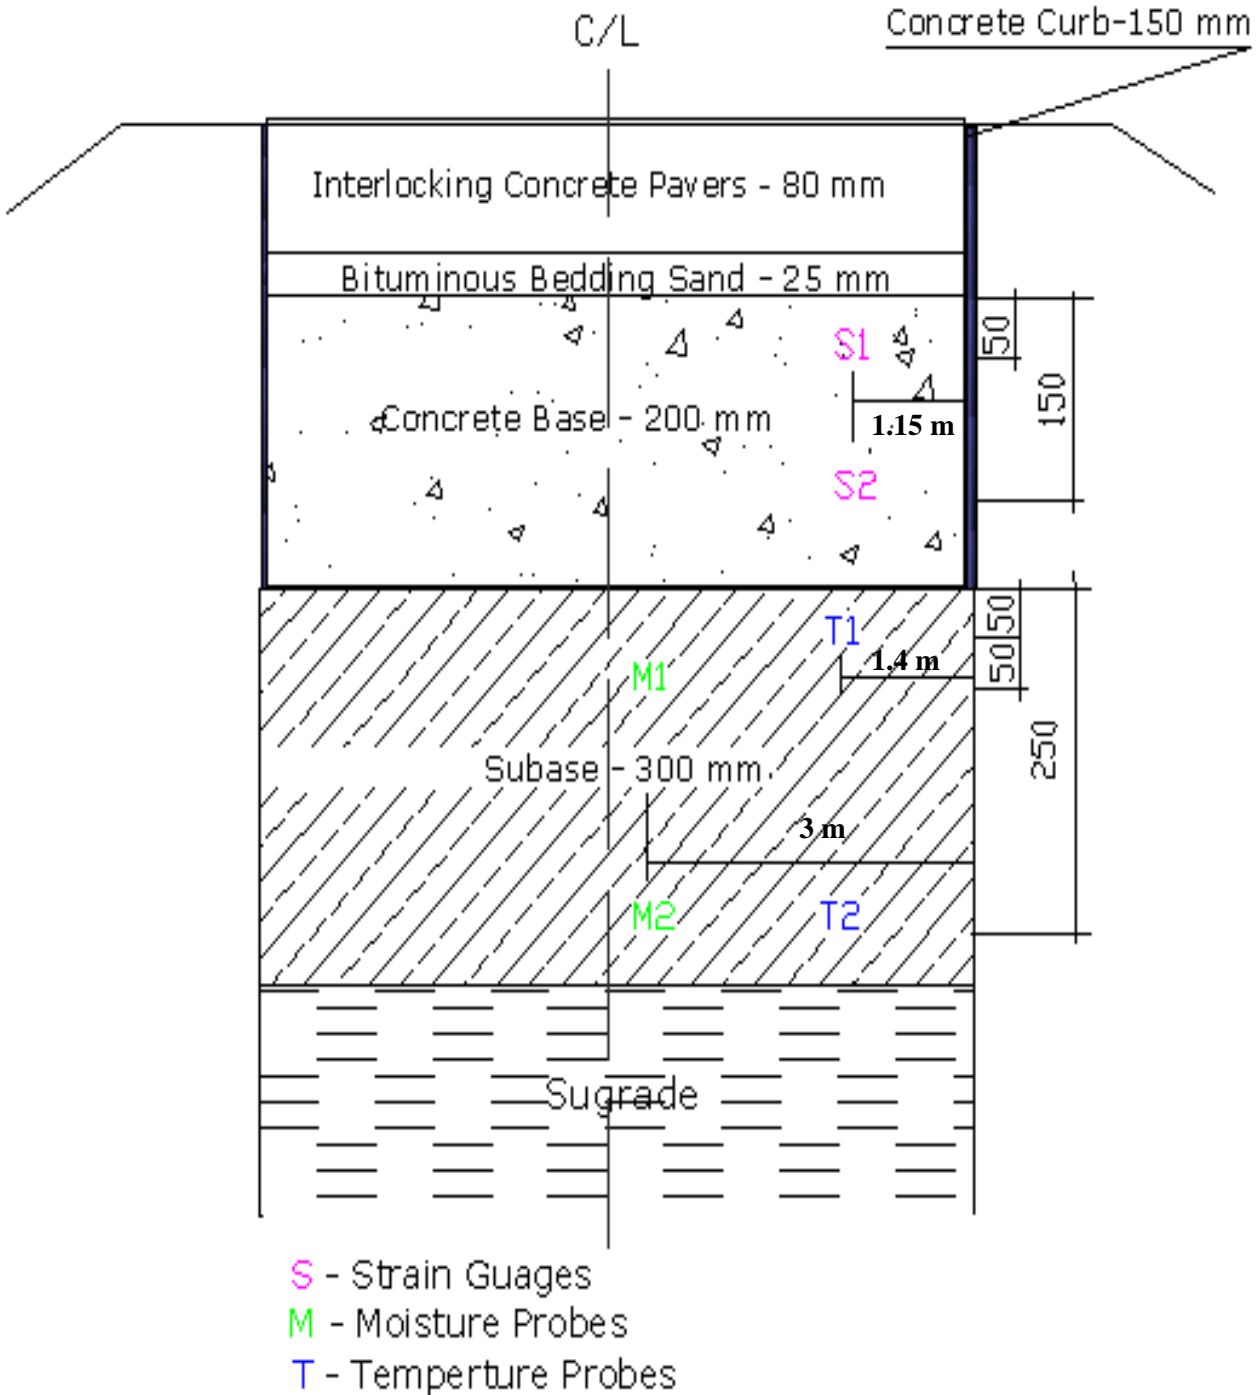 C/L
Concrete Curb-150 mm
Interlocking Concrete Pavers - 80 mm
Bituminous Bedding Sand - 25 mm
S1
50
150
Concrete Base - 200 mm
1.15 m
S2
T1
50
M1
1.4 m
50
250
Subase - 300 mm
3 m
M2
T2
Sugrade
S - Strain Guages
M - Moisture Probes
T - Temperture Probes